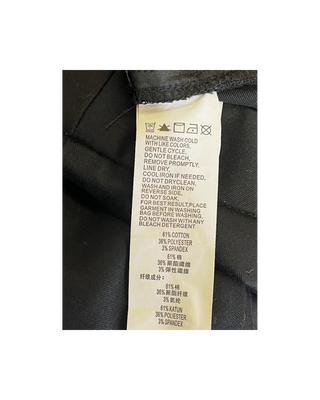 MACHINE WASH COLD
WITH LIKE COLORS,
GENTLE CYCLE,
DO NOT BLEACH,
REMOVE PROMPTLY.
LINE DRY.
COOL IRON IF NEEDED,
DO NOT DRYCLEAN,
WASH AND IRON ON
REVERSE SIDE,
DO NOT SOAK.
FOR BEST RESULT,PLACE
GARMENT IN WASHING
BAG BEFORE WASHING
DO NOT WASH WITH ANY
BLEACH DETERGENT
61% COTTON
36% POLYESTER
3% SPANDEX
61% 棉
36% 聚酯纖維
3% 彈性纖維
纤维成分:
61% 棉
36% 聚酯纤维
3% 氨纶
61% KATUN
36% POLIESTER
3% SPANDEX